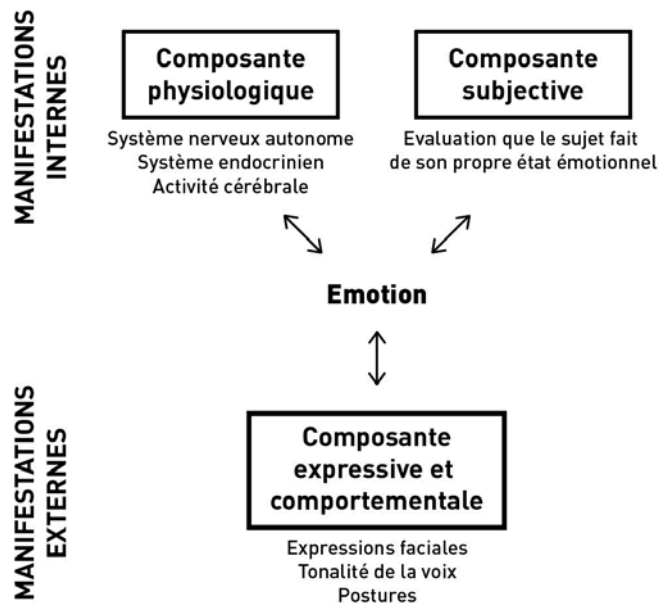 MANIFESTATIONS
INTERNES
Composante
physiologique
Système nerveux autonome
Système endocrinien
Activité cérébrale
Composante
subjective
Evaluation que le sujet fait
de son propre état émotionnel
Emotion
MANIFESTATIONS
EXTERNES
Composante
expressive et
comportementale
Expressions faciales
Tonalité de la voix
Postures